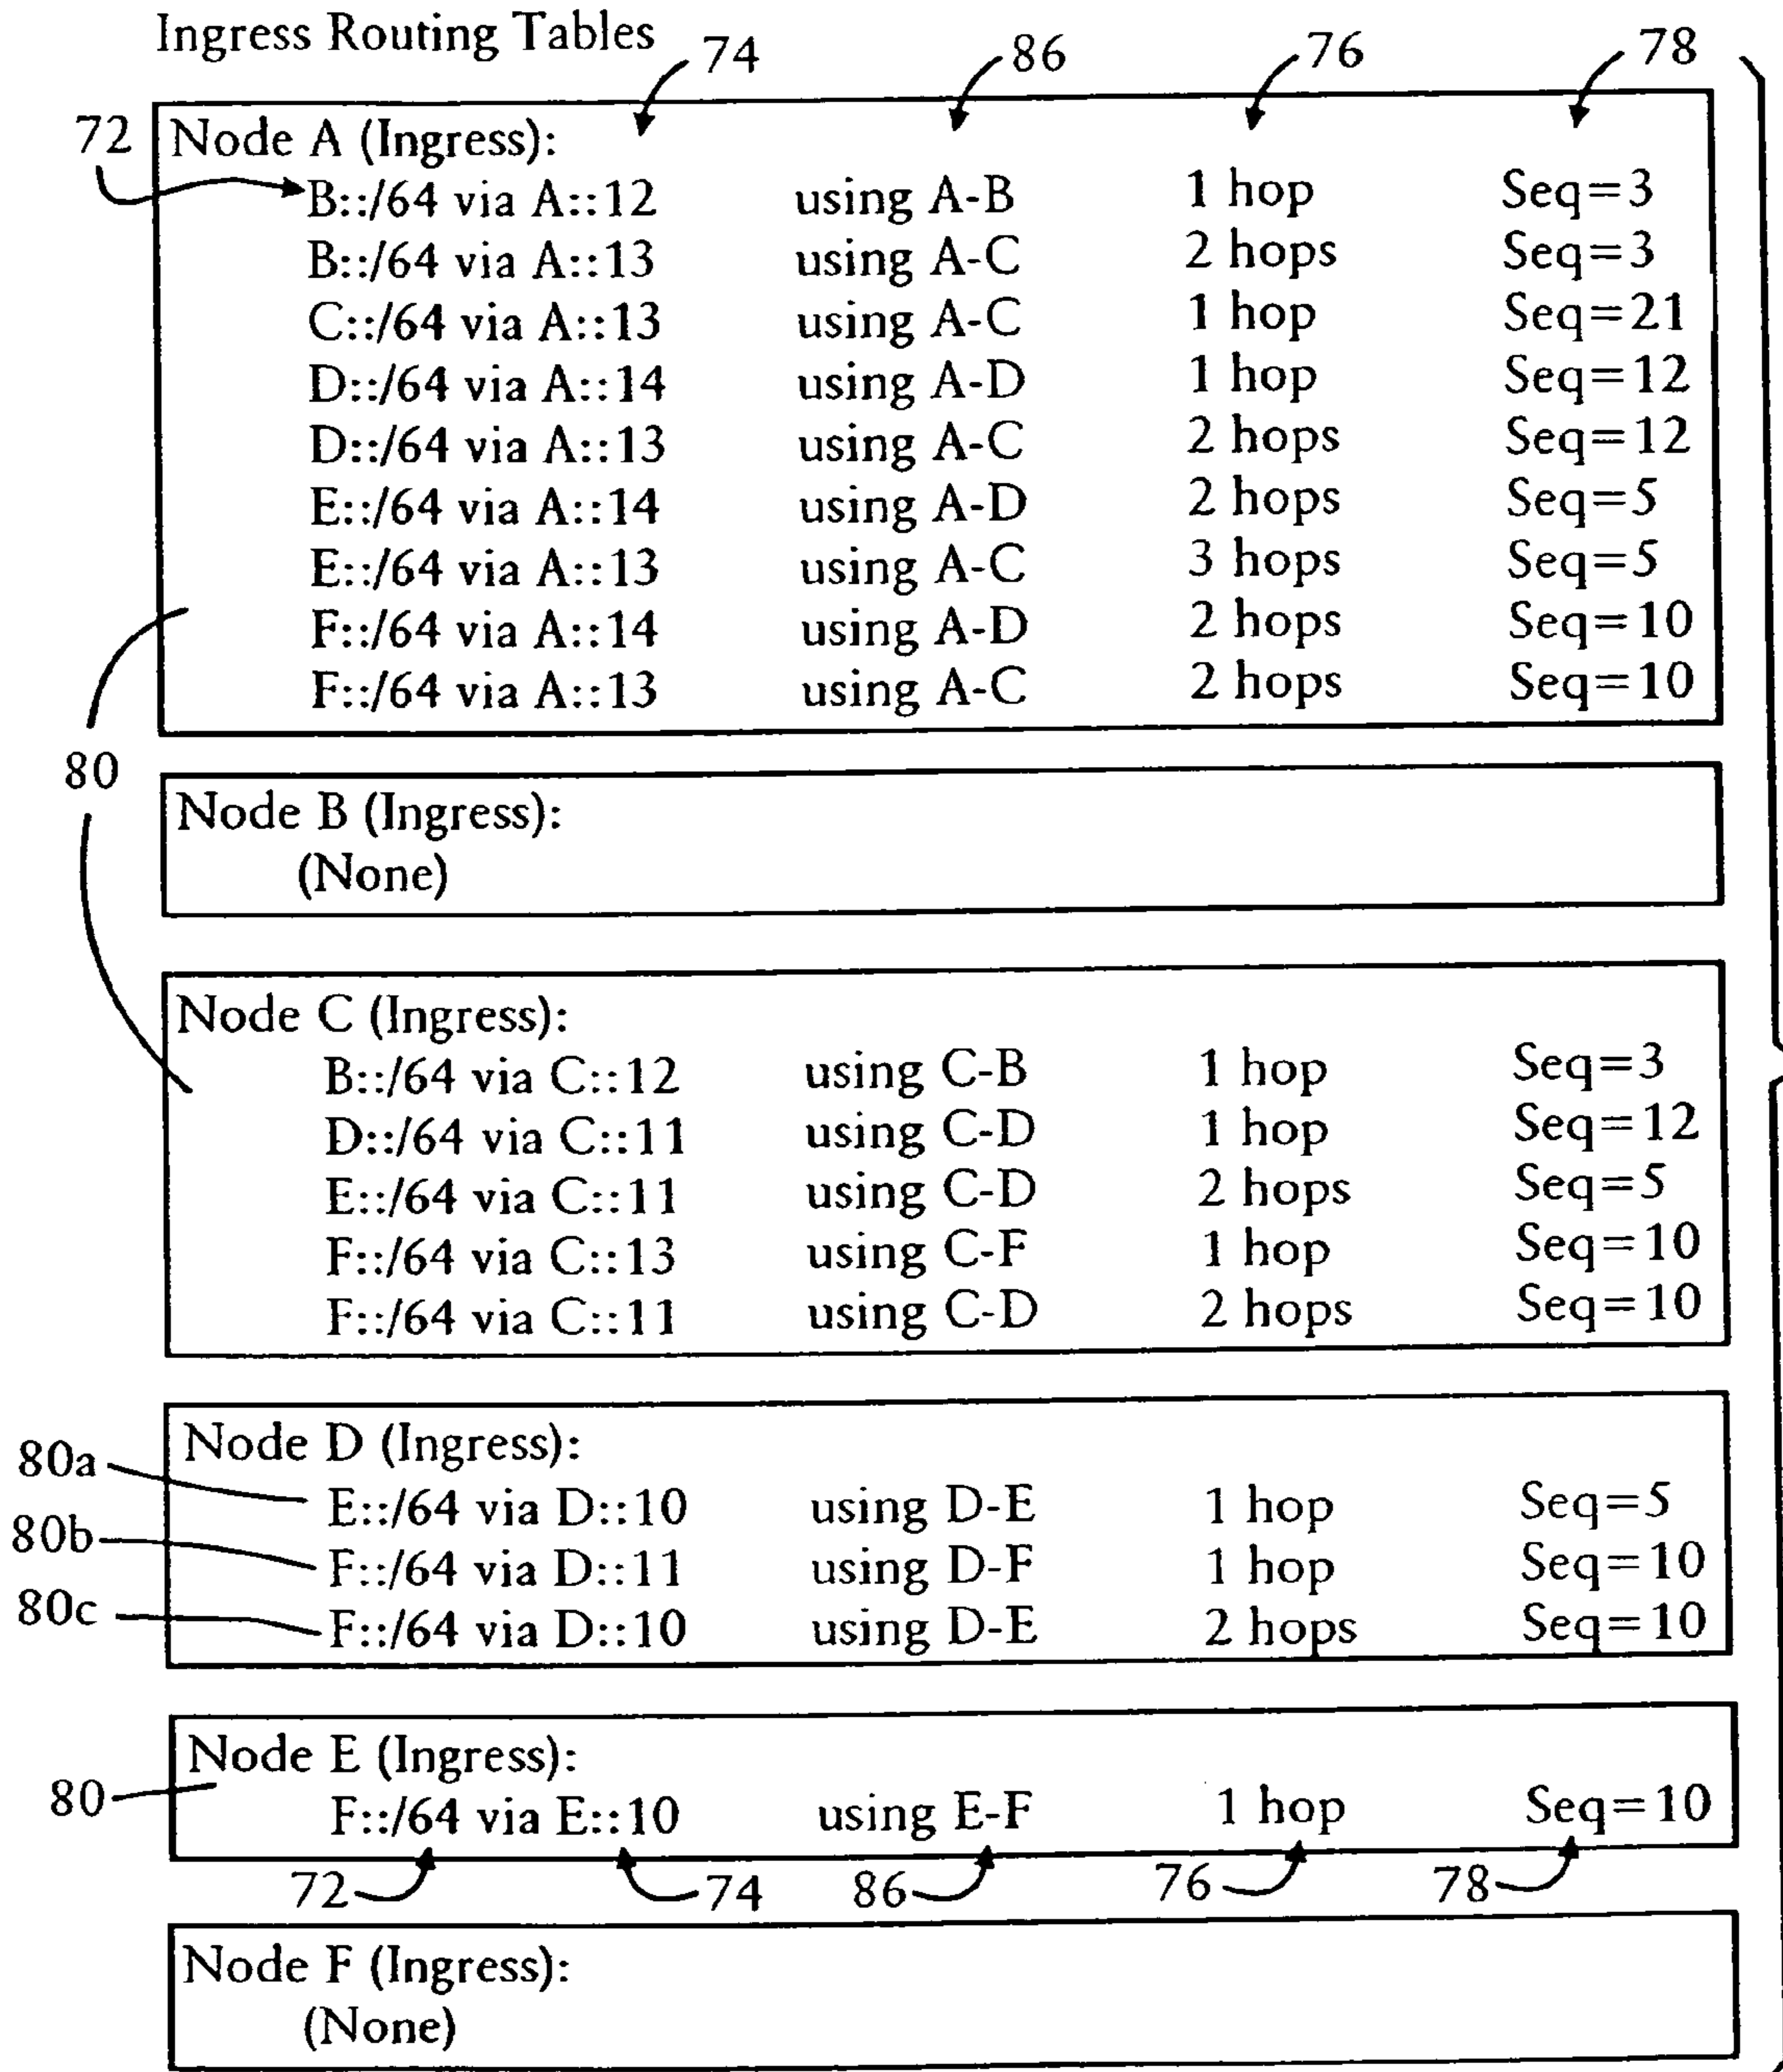 Ingress Routing Tables
74 86 76 78
72 Node A (Ingress):
B::/64 via A::12 using A-B 1 hop Seq=3
B::/64 via A::13 using A-C 2 hops Seq=3
C::/64 via A::13 using A-C 1 hop Seq=21
D::/64 via A::14 using A-D 1 hop Seq=12
D::/64 via A::13 using A-C 2 hops Seq=12
E::/64 via A::14 using A-D 2 hops Seq=5
E::/64 via A::13 using A-C 3 hops Seq=5
F::/64 via A::14 using A-D 2 hops Seq=10
F::/64 via A::13 using A-C 2 hops Seq=10
80
Node B (Ingress):
(None)
Node C (Ingress):
B::/64 via C::12 using C-B 1 hop Seq=3
D::/64 via C::11 using C-D 1 hop Seq=12
E::/64 via C::11 using C-D 2 hops Seq=5
F::/64 via C::13 using C-F 1 hop Seq=10
F::/64 via C::11 using C-D 2 hops Seq=10
Node D (Ingress):
80a E::/64 via D::10 using D-E 1 hop Seq=5
80b F::/64 via D::11 using D-F 1 hop Seq=10
80c F::/64 via D::10 using D-E 2 hops Seq=10
Node E (Ingress):
80 F::/64 via E::10 using E-F 1 hop Seq=10
72 74 86 76 78
Node F (Ingress):
(None)